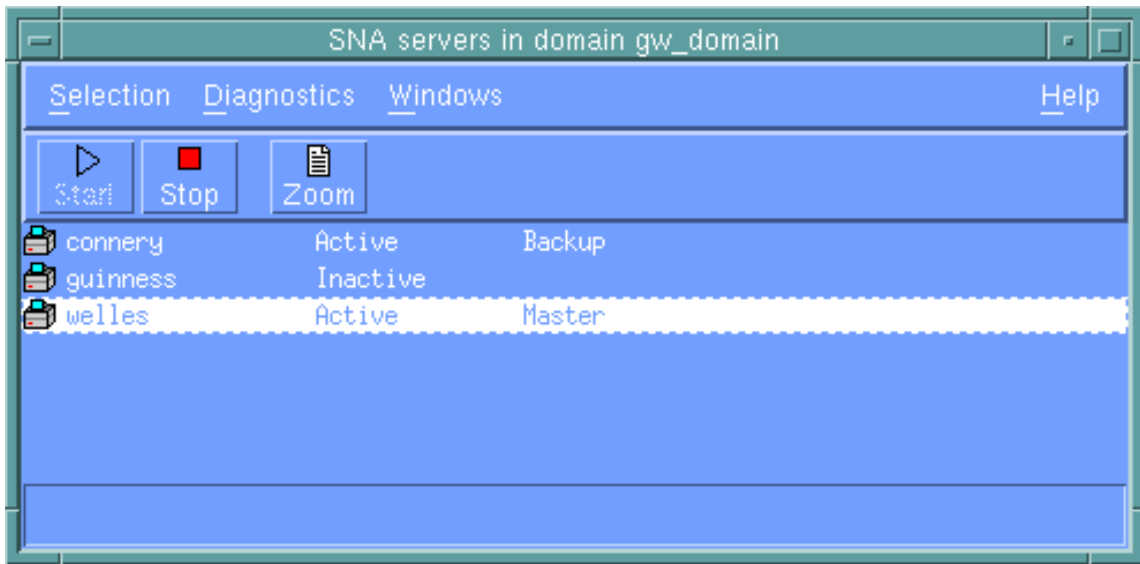 SNA servers in domain gw_domain
Selection Diagnostics Windows Help
Start Stop Zoom
connery Active Backup
guinness Inactive
welles Active Master